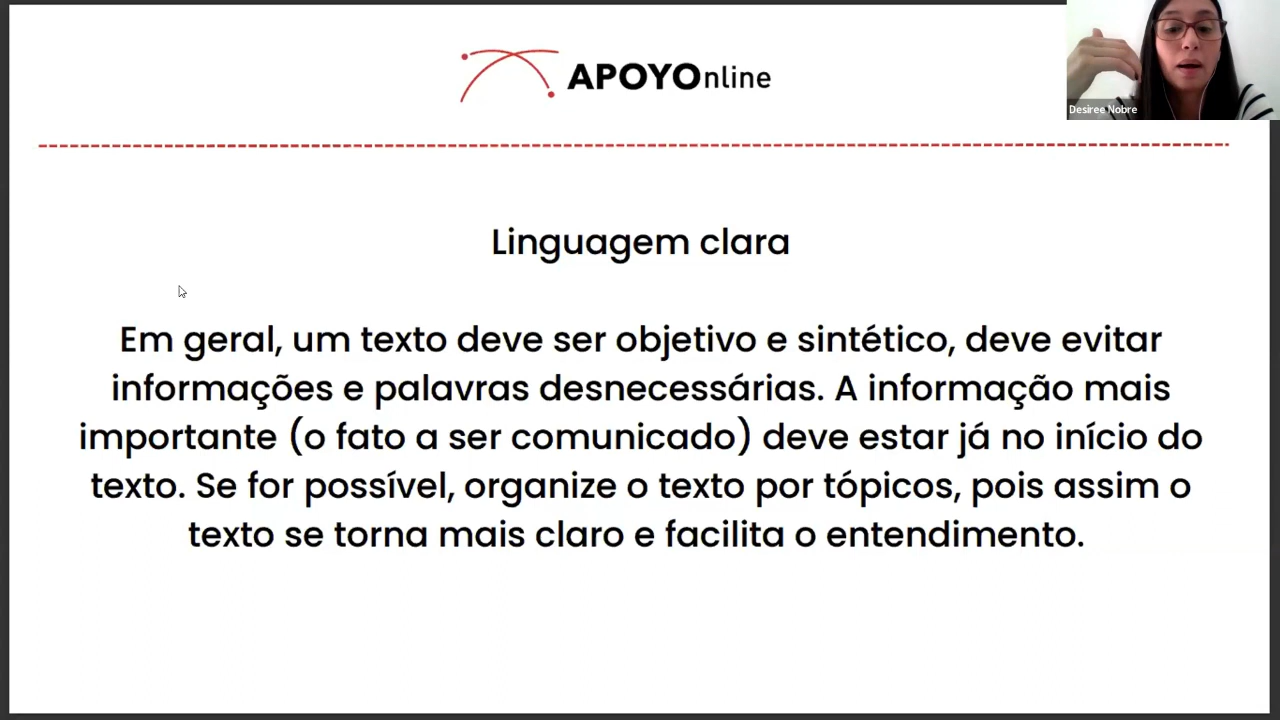 APOYOnline
Desiree Nobre
Linguagem clara
Em geral, um texto deve ser objetivo e sintético, deve evitar
informações e palavras desnecessárias. A informação mais
importante (o fato a ser comunicado) deve estar já no início do
texto. Se for possível, organize o texto por tópicos, pois assim o
texto se torna mais claro e facilita o entendimento.